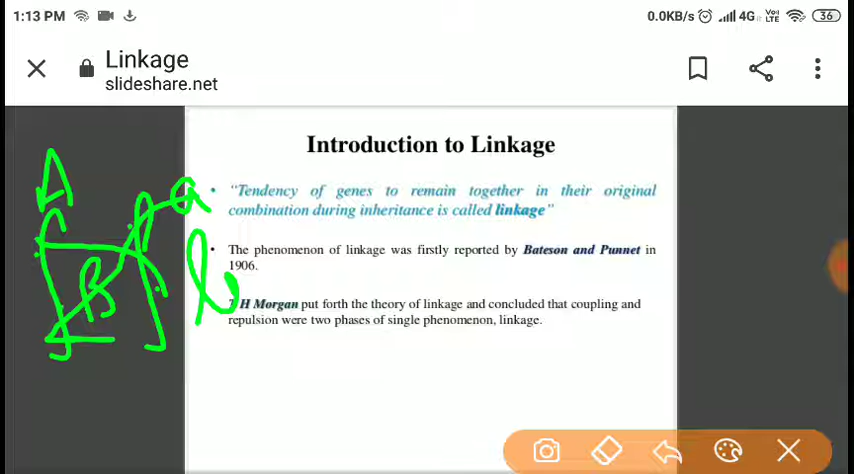 1:13 PM
0.0KB/s 4G Vo) LTE 36
Linkage
slideshare.net
Introduction to Linkage
• "Tendency of genes to remain together in their original
combination during inheritance is called linkage"
• The phenomenon of linkage was firstly reported by Bateson and Punnet in
1906.
H Morgan put forth the theory of linkage and concluded that coupling and
repulsion were two phases of single phenomenon, linkage.
A
a
B
b